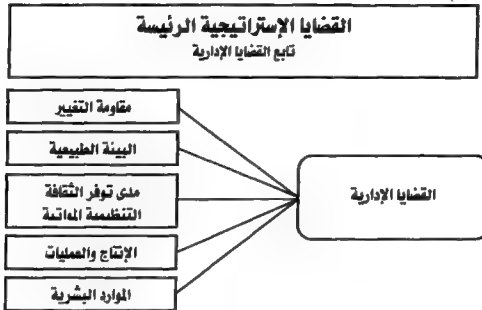 القضايا الإستراتيجية الرئيسة
تابع القضايا الإدارية
مقاومة التغيير
البيئة الطبيعية
مدى توفر الثقافة
التنظيمية المواتية
الإنتاج والعمليات
الموارد البشرية
القضايا الإدارية